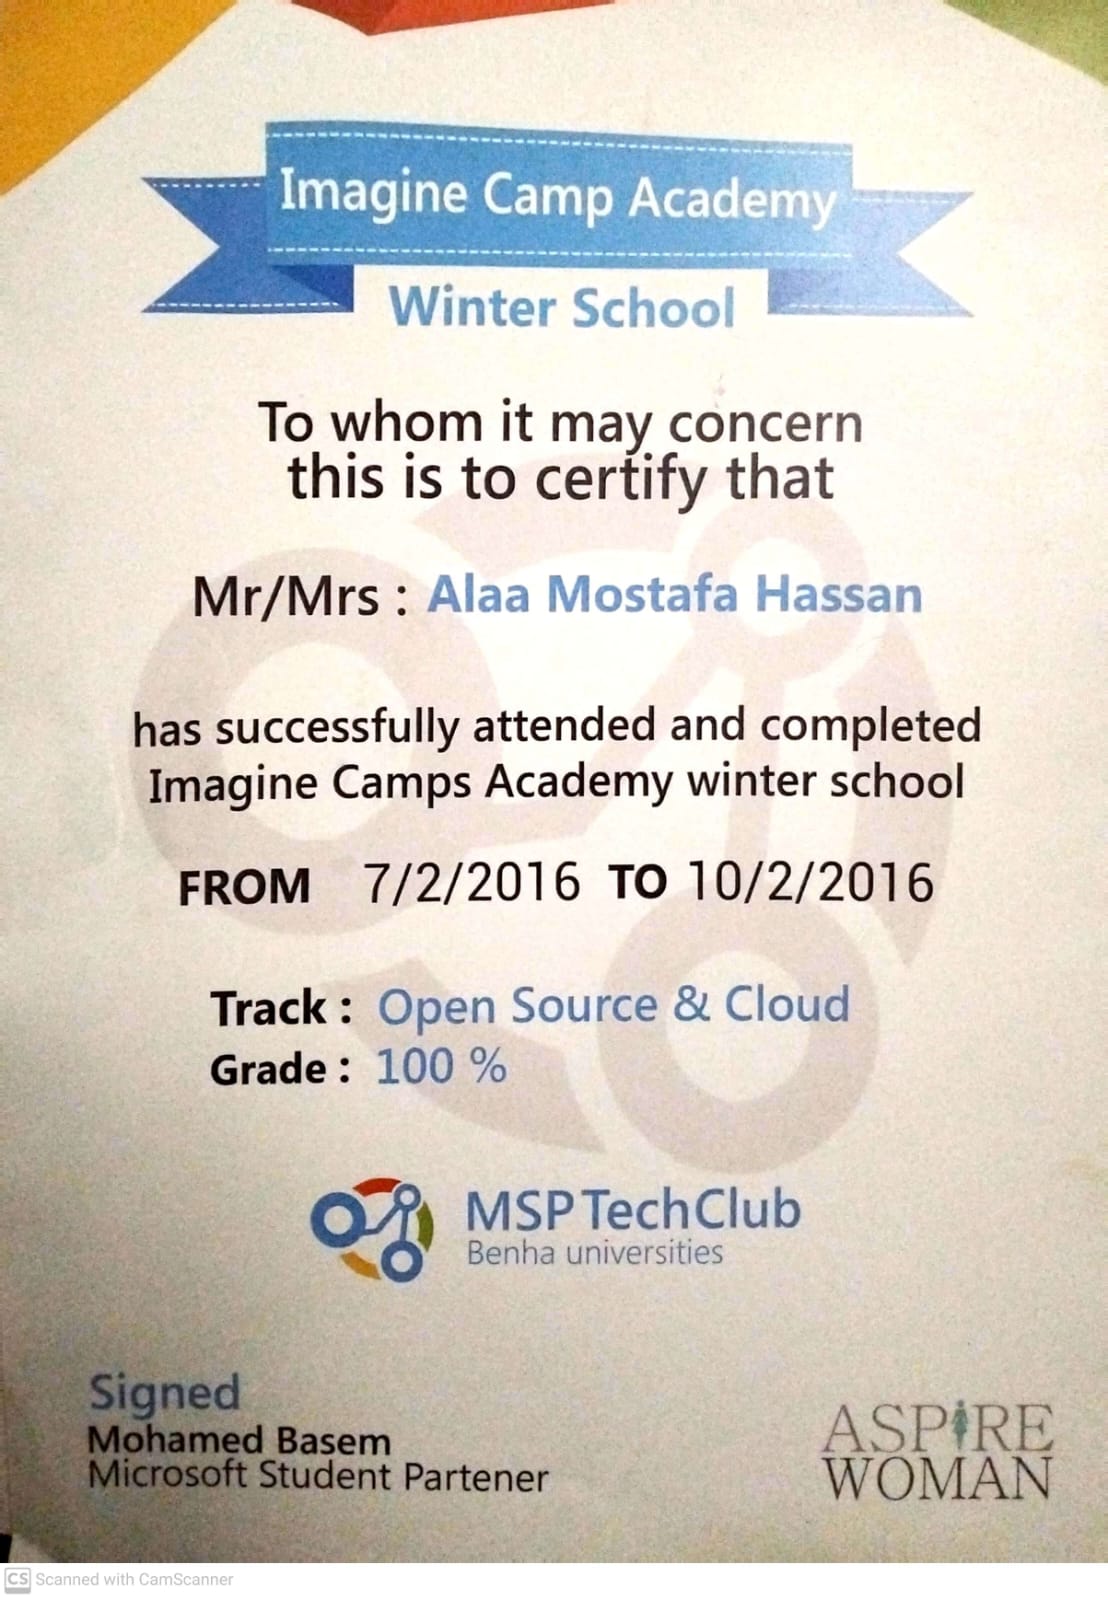 Imagine Camp Academy
Winter School
To whom it may concern
this is to certify that
Mr/Mrs : Alaa Mostafa Hassan
has successfully attended and completed
Imagine Camps Academy winter school
FROM 7/2/2016 TO 10/2/2016
Track : Open Source & Cloud
Grade : 100 %
MSP TechClub
Benha universities
Signed
Mohamed Basem
Microsoft Student Partener
ASPIRE
WOMAN
CS Scanned with CamScanner